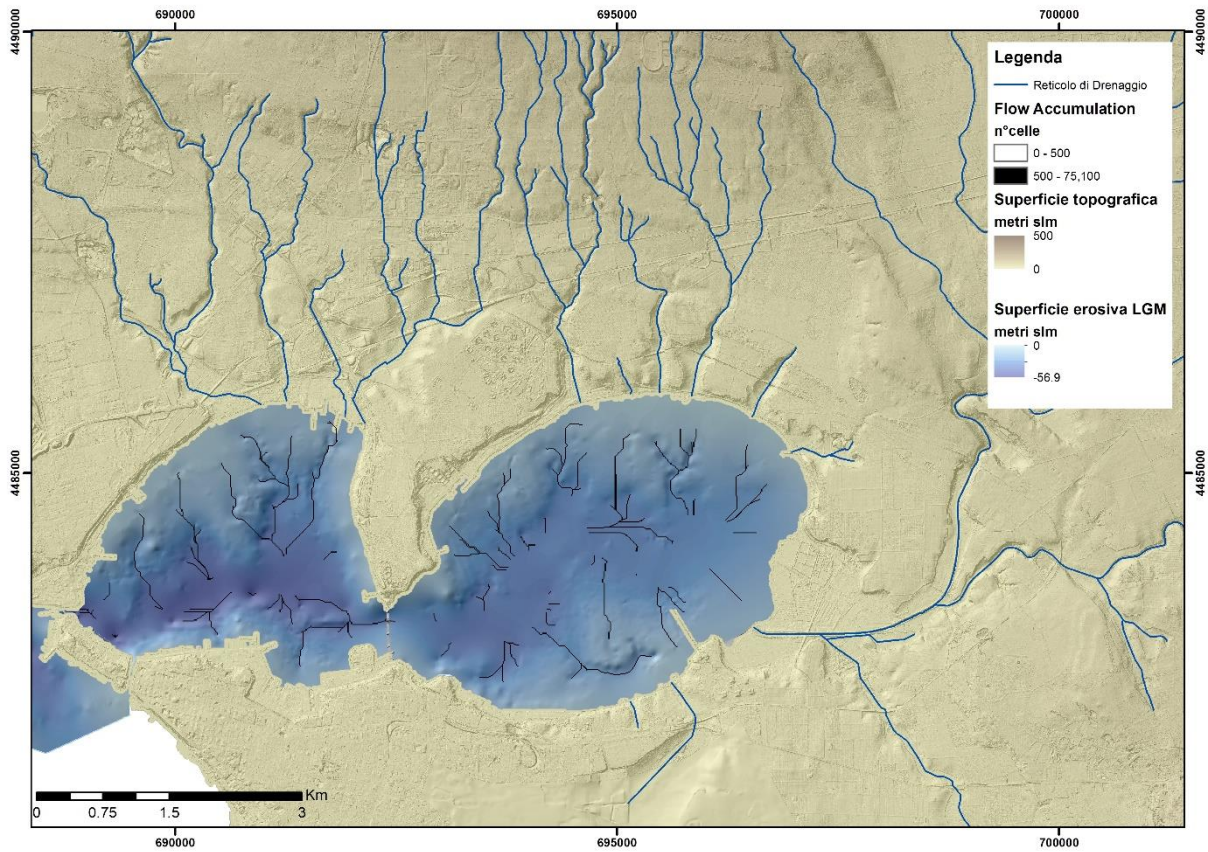 690000 695000 700000
4490000 4490000
Legenda
Reticolo di Drenaggio
Flow Accumulation
n°celle
0 - 500
500 - 75,100
Superficie topografica
metri slm
500
0
Superficie erosiva LGM
metri slm
0
-56.9
4485000 4485000
Km
0 0.75 1.5 3
690000 695000 700000